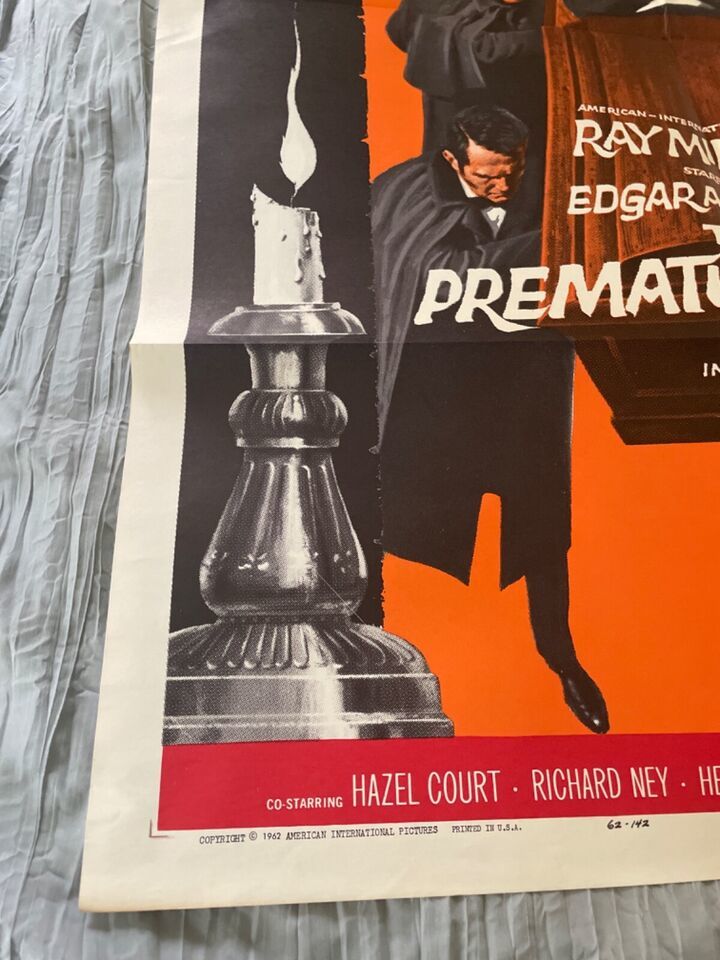 AMERICAN-INTERNAT
RAY MI
STAR
EDGAR A
T
PREMATU
IN
CO-STARRING HAZEL COURT · RICHARD NEY · HE
COPYRIGHT © 1962 AMERICAN INTERNATIONAL PICTURES PRINTED IN U.S.A. 62-142